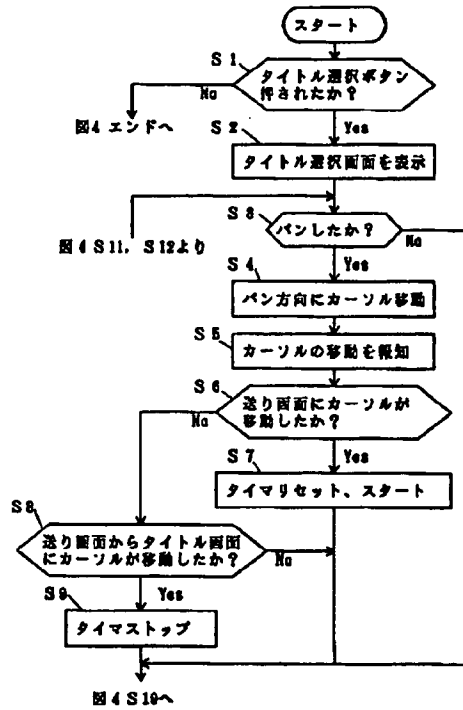 スタート
S1
タイトル選択ボタン
押されたか?
No
図4 エンドへ
Yes
S2
タイトル選択画面を表示
S3
パンしたか?
No
図4 S11, S12より
Yes
S4
パン方向にカーソル移動
S5
カーソルの移動を報知
S6
送り画面にカーソルが
移動したか?
No
Yes
S7
タイマリセット、スタート
S8
送り画面からタイトル画面
にカーソルが移動したか?
No
Yes
S9
タイマストップ
図4 S10へ